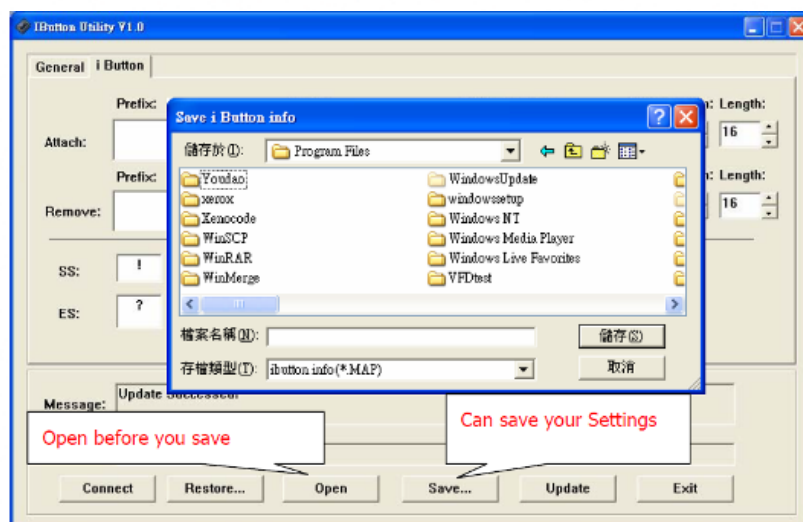 IButton Utility V1.0
General i Button
Prefix: Length:
Attach: 16
Prefix: Length:
Remove: 16
SS: !
ES: ?
Save i Button info
儲存於(I): Program Files
Youdao WindowsUpdate
xerox windowssetup
Xenocode Windows NT
WinSCP Windows Media Player
WinRAR Windows Live Favorites
WinMerge VFDtest
檔案名稱(N): 儲存(S)
存檔類型(T): ibutton info(*.MAP) 取消
Message: Update Successed!
Open before you save
Can save your Settings
Connect Restore... Open Save... Update Exit